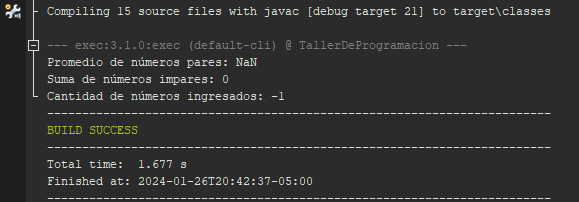 Compiling 15 source files with javac [debug target 21] to target\classes
--- exec:3.1.0:exec (default-cli) @ TallerDeProgramacion ---
Promedio de números pares: NaN
Suma de números impares: 0
Cantidad de números ingresados: -1
------------------------------------------------------------------------
BUILD SUCCESS
------------------------------------------------------------------------
Total time:  1.677 s
Finished at: 2024-01-26T20:42:37-05:00
------------------------------------------------------------------------